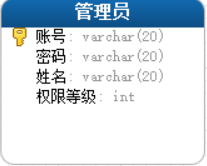 管理员
账号: varchar(20)
密码: varchar(20)
姓名: varchar(20)
权限等级: int